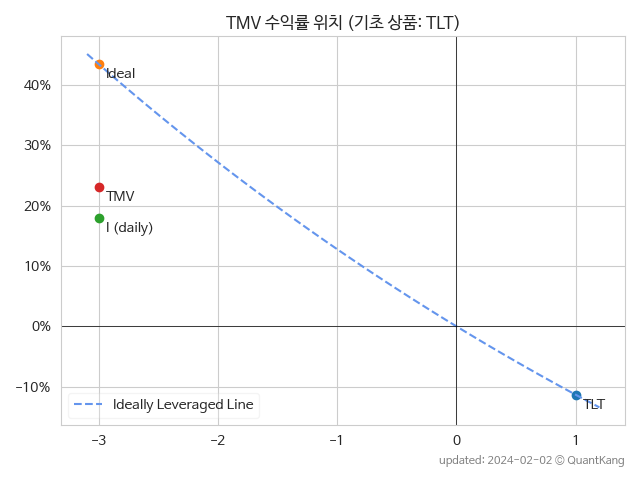 TMV 수익률 위치 (기초 상품: TLT)
Ideal
40%
30%
TMV
20%
I (daily)
10%
0%
−10%
TLT
Ideally Leveraged Line
−3
−2
−1
0
1
updated: 2024-02-02 © QuantKang